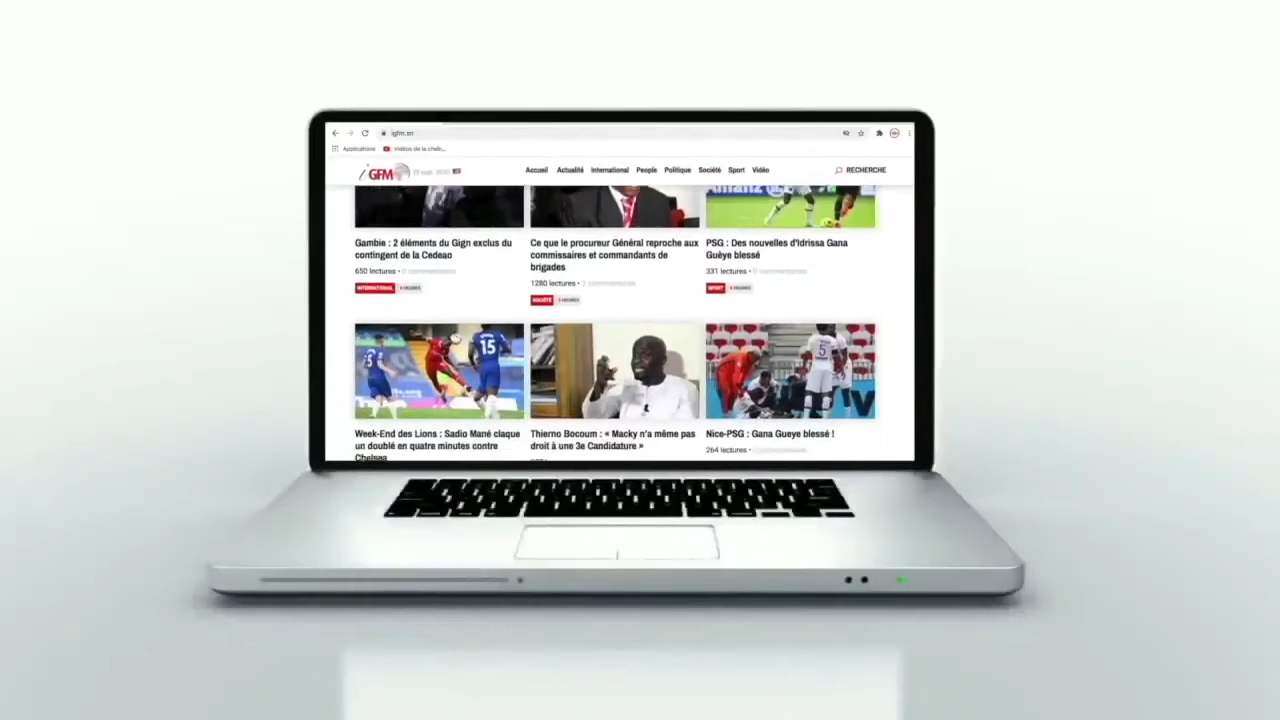 igfm.sn
Applications
Vidéos de la chaîn...
iGFM
Accueil Actualité International People Politique Société Sport Vidéo
RECHERCHE
Allianz
Gambie : 2 éléments du Gign exclus du
contingent de la Cedeao
650 lectures •
INTERNATIONAL
Ce que le procureur Général reproche aux
commissaires et commandants de
brigades
1280 lectures •
SOCIÉTÉ
PSG : Des nouvelles d'Idrissa Gana
Guèye blessé
331 lectures •
SPORT
15
5
Week-End des Lions : Sadio Mané claque
un doublé en quatre minutes contre
Chelsea
Thierno Bocoum : « Macky n'a même pas
droit à une 3e Candidature »
Nice-PSG : Gana Gueye blessé !
264 lectures •